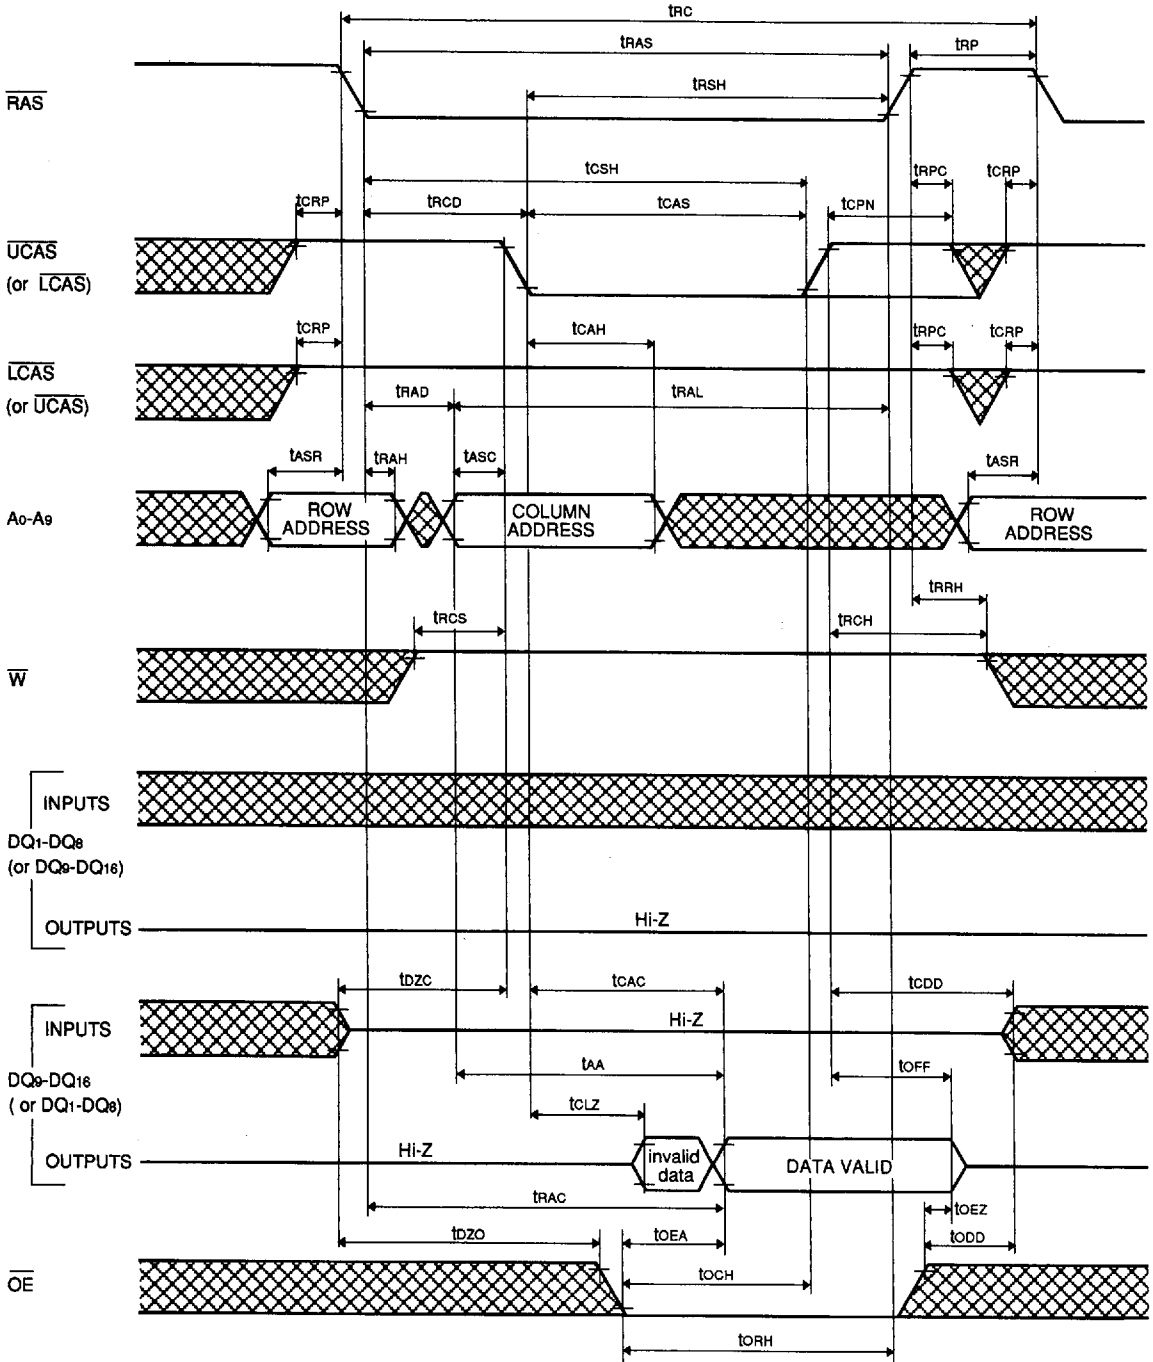 tRC
tRAS
tRP
tRSH
RAS
tCSH
tRPC
tCRP
tCRP
tRCD
tCAS
tCPN
UCAS
(or LCAS)
tCRP
tCAH
tRPC
tCRP
LCAS
(or UCAS)
tRAD
tRAL
tASR
tRAH
tASC
tASR
A0-A9
ROW
ADDRESS
COLUMN
ADDRESS
ROW
ADDRESS
tRRH
tRCS
tRCH
W
INPUTS
DQ1-DQ8
(or DQ9-DQ16)
OUTPUTS
Hi-Z
tDZC
tCAC
tCDD
INPUTS
Hi-Z
tAA
tOFF
DQ9-DQ16
( or DQ1-DQ8)
tCLZ
OUTPUTS
Hi-Z
invalid
data
DATA VALID
tRAC
tOEZ
tDZO
tOEA
tODD
OE
tOCH
tORH